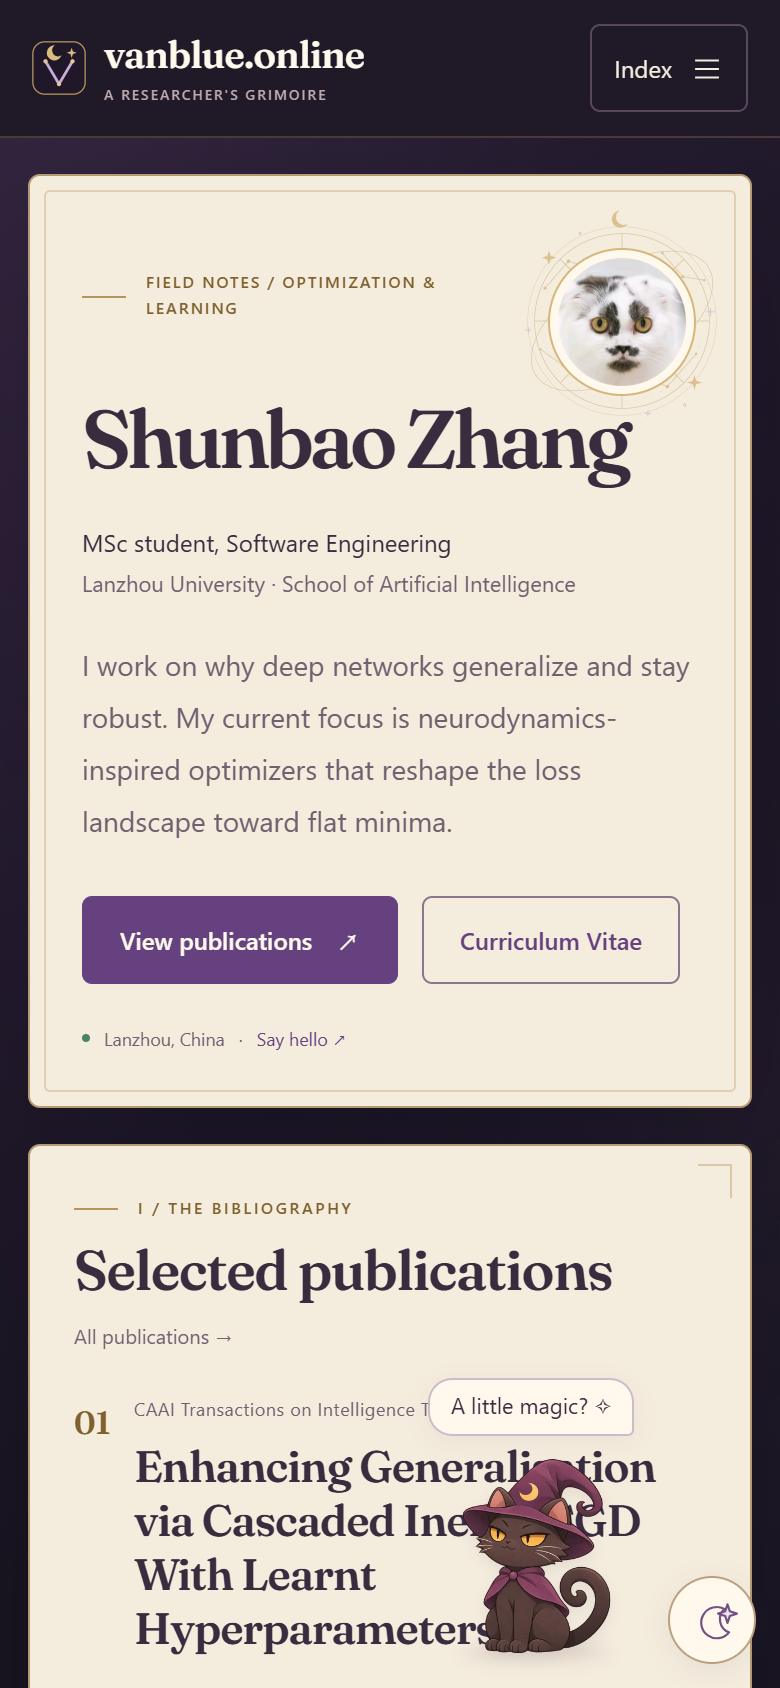 vanblue.online
A RESEARCHER'S GRIMOIRE
Index
FIELD NOTES / OPTIMIZATION &
LEARNING
Shunbao Zhang
MSc student, Software Engineering
Lanzhou University · School of Artificial Intelligence
I work on why deep networks generalize and stay
robust. My current focus is neurodynamics-
inspired optimizers that reshape the loss
landscape toward flat minima.
View publications ↗
Curriculum Vitae
Lanzhou, China · Say hello ↗
I / THE BIBLIOGRAPHY
Selected publications
All publications →
01
CAAI Transactions on Intelligence
A little magic? ✧
Enhancing Generalisation
via Cascaded GD
With Learnt
Hyperparameters